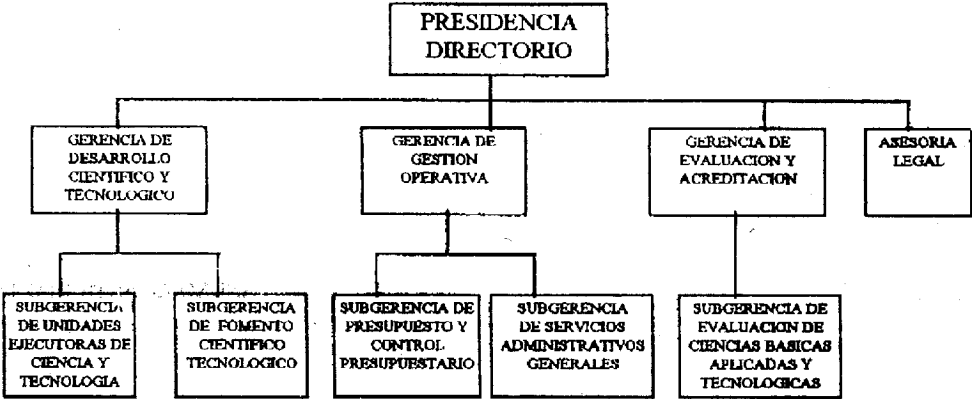 PRESIDENCIA
DIRECTORIO
GERENCIA DE
DESARROLLO
CIENTIFICO Y
TECNOLOGICO
GERENCIA DE
GESTION
OPERATIVA
GERENCIA DE
EVALUACION Y
ACREDITACION
ASESORIA
LEGAL
SUBGERENCIA
DE UNIDADES
EJECUTORAS DE
CIENCIA Y
TECNOLOGIA
SUBGERENCIA
DE FOMENTO
CIENTIFICO
TECNOLOGICO
SUBGERENCIA DE
PRESUPUESTO Y
CONTROL
PRESUPUESTARIO
SUBGERENCIA
DE SERVICIOS
ADMINISTRATIVOS
GENERALES
SUBGERENCIA DE
EVALUACION DE
CIENCIAS BASICAS
APLICADAS Y
TECNOLOGICAS